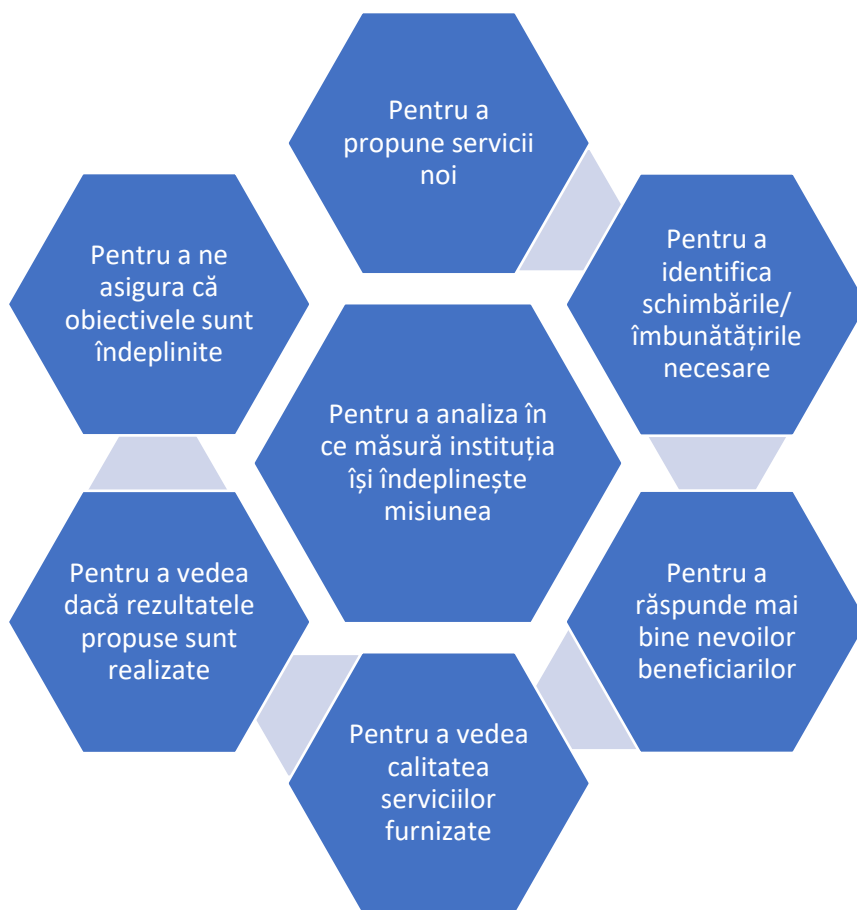 Pentru a
propune servicii
noi
Pentru a
identifica
schimbările/
îmbunătățirile
necesare
Pentru a
răspunde mai
bine nevoilor
beneficiarilor
Pentru a vedea
calitatea
serviciilor
furnizate
Pentru a vedea
dacă rezultatele
propuse sunt
realizate
Pentru a ne
asigura că
obiectivele sunt
îndeplinite
Pentru a analiza în
ce măsură instituția
își îndeplinește
misiunea